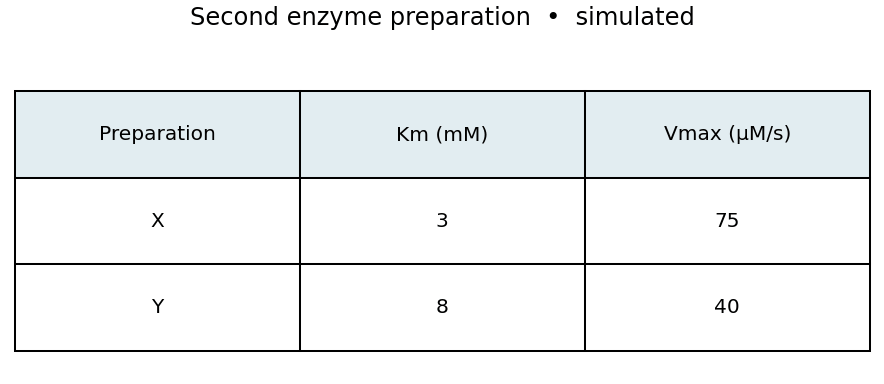 Second enzyme preparation • simulated
Preparation Km (mM) Vmax (µM/s)
X 3 75
Y 8 40